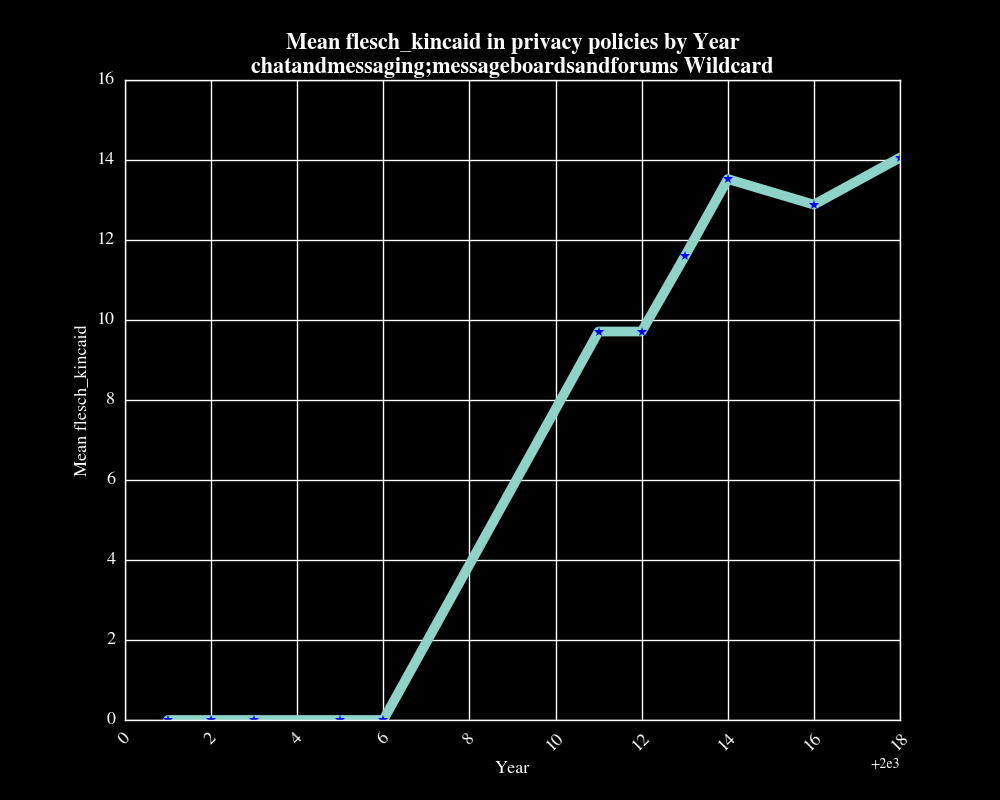 Mean flesch_kincaid in privacy policies by Year
chatandmessaging;messageboardsandforums Wildcard
16
14
12
10
8
6
4
2
0
Mean flesch_kincaid
0 2 4 6 8 10 12 14 16 18
Year
+2e3